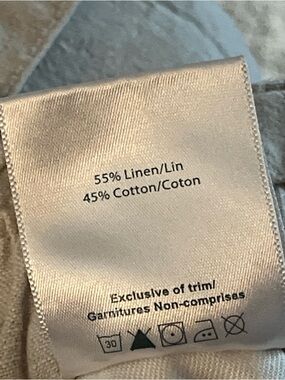 55% Linen/Lin
45% Cotton/Coton
Exclusive of trim/
Garnitures Non-comprises
30